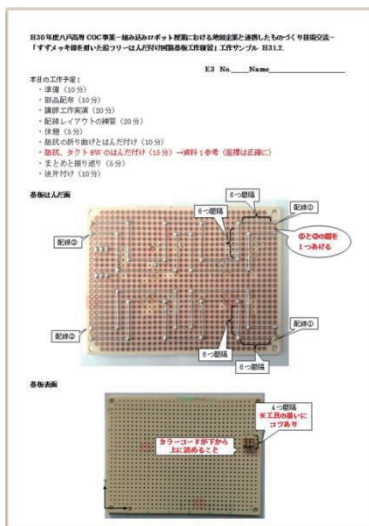 H30年度八戸高専COC事業－組み込みロボット授業における地域企業と連携したものづくり技術交流－
「すずメッキ線を用いた鉛フリーはんだ付け回路基板工作練習」工作サンプル H31.2.
E3 No.____Name____________
本日の工作予定：
・準備（10分）
・部品配布（10分）
・講師工作実演（20分）
・配線レイアウトの練習（20分）
・休憩（5分）
・抵抗の折り曲げとはんだ付け（10分）
・抵抗、タクトSWのはんだ付け（15分）→資料1参考（座標は正確に）
・まとめと振り返り（5分）
・後片付け（10分）
基板はんだ面
6つ間隔
6つ間隔
配線①
配線②
①と②の間を
1つあける
配線②
配線①
6つ間隔
6つ間隔
基板表面
4つ間隔
※工具の扱いに
コツあり
カラーコードが下から
上に読めること